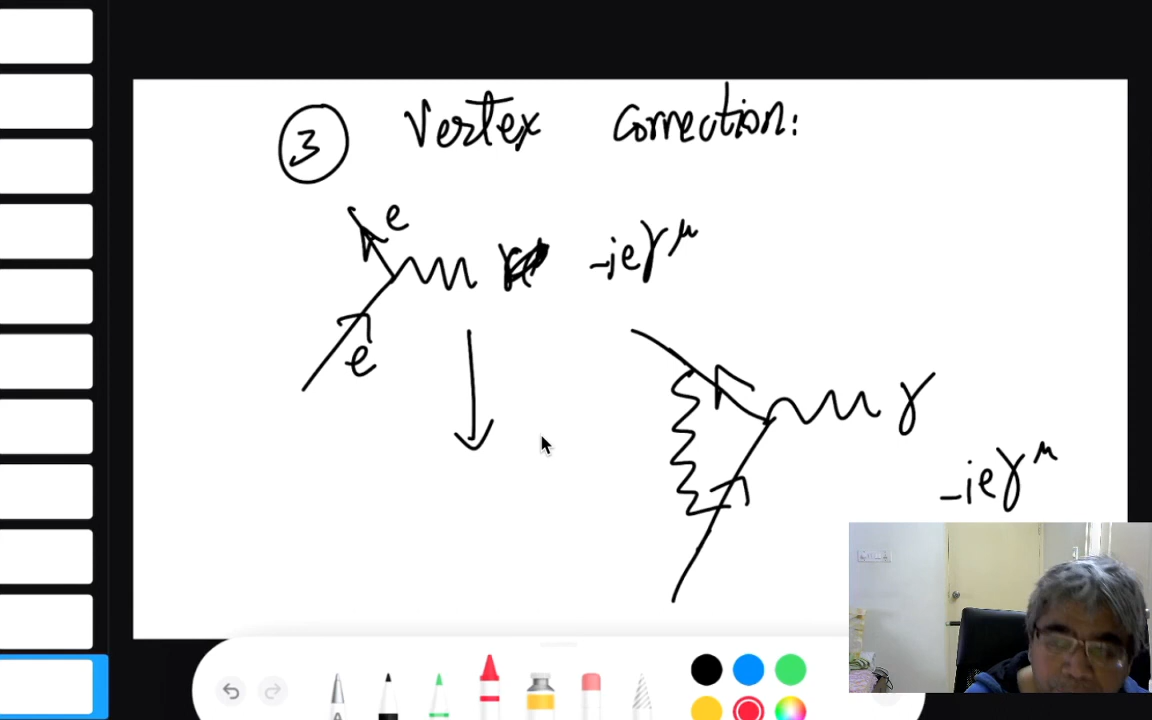 3 Vertex Correction:
e
-ieγ^μ
e
γ
-ieγ^μ